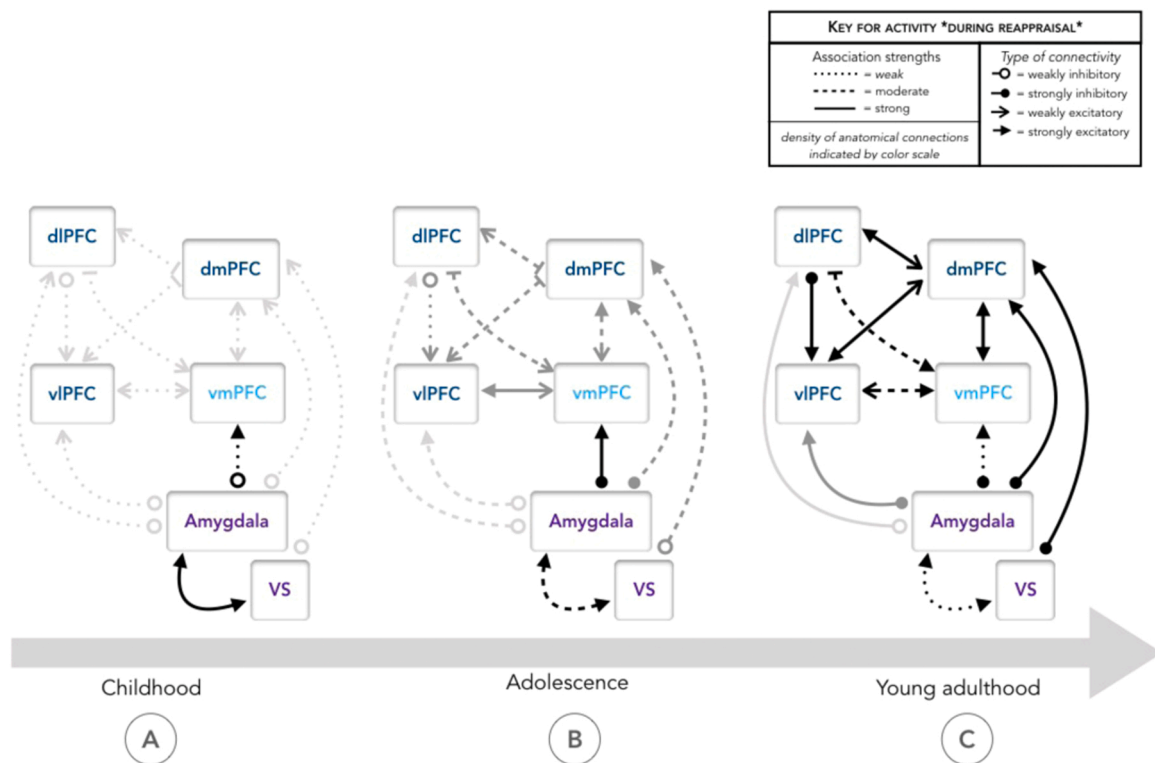 KEY FOR ACTIVITY *DURING REAPPRAISAL*
Association strengths
= weak
= moderate
= strong
density of anatomical connections
indicated by color scale
Type of connectivity
= weakly inhibitory
= strongly inhibitory
= weakly excitatory
= strongly excitatory
dlPFC
dmPFC
vlPFC
vmPFC
Amygdala
VS
dlPFC
dmPFC
vlPFC
vmPFC
Amygdala
VS
dlPFC
dmPFC
vlPFC
vmPFC
Amygdala
VS
Childhood
Adolescence
Young adulthood
A
B
C